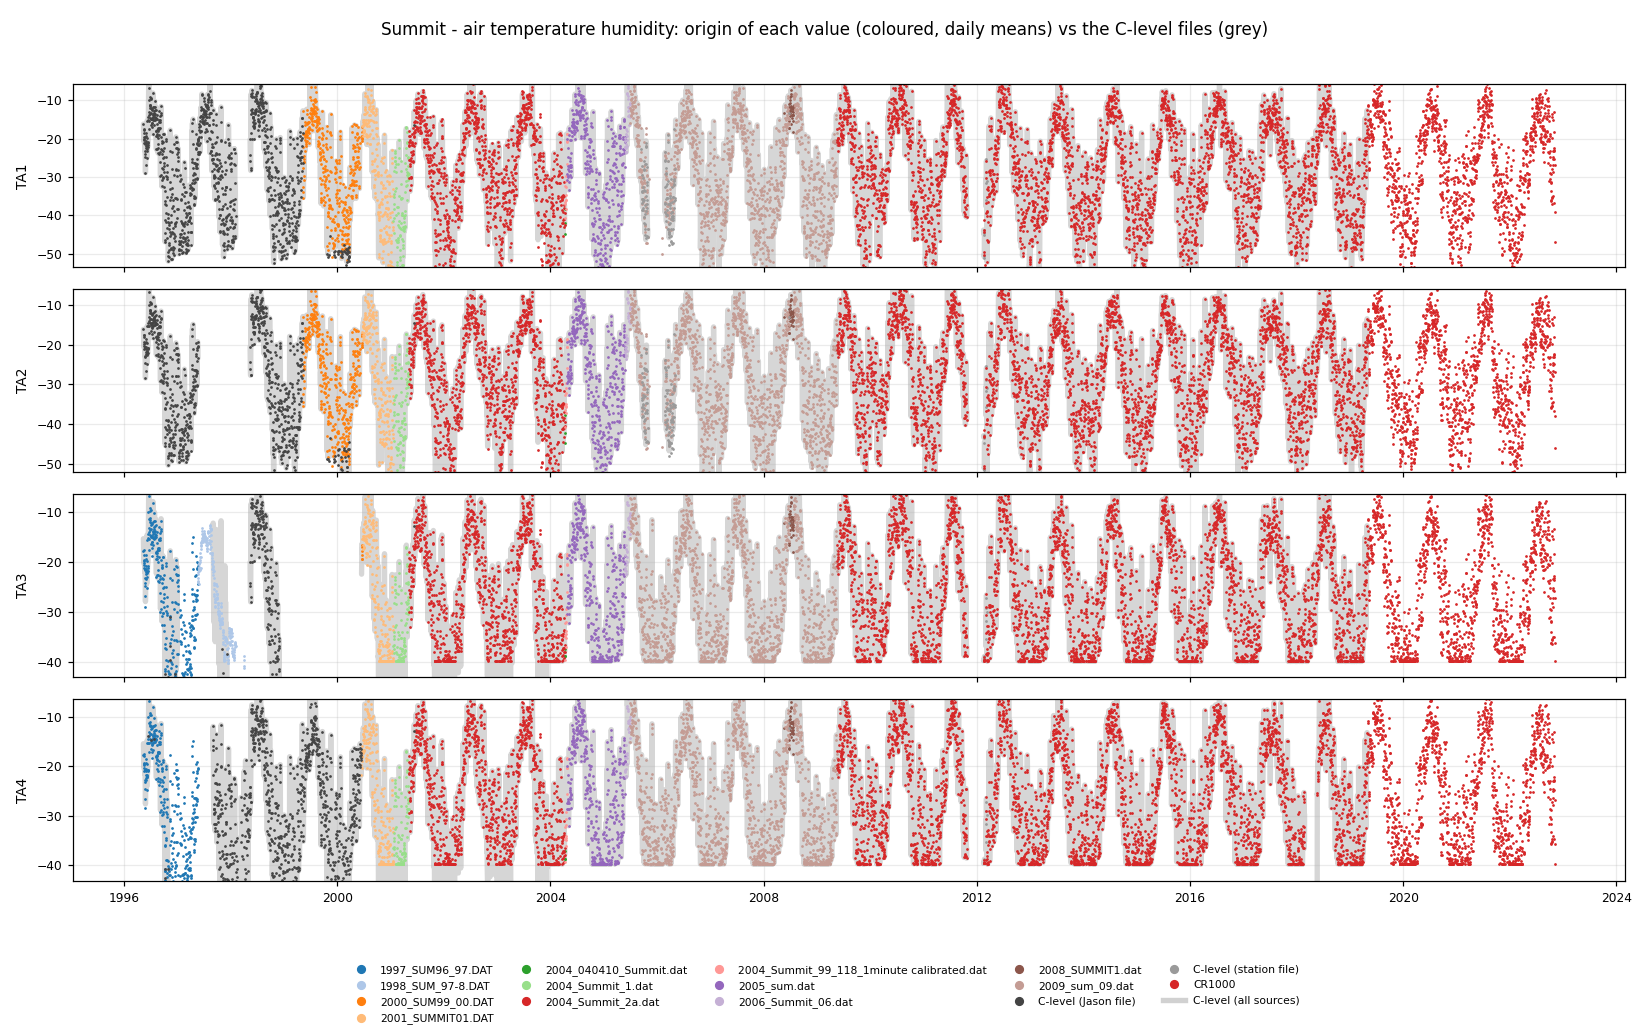 Summit - air temperature humidity: origin of each value (coloured, daily means) vs the C-level files (grey)
−10
−20
−30
−40
−50
TA1
−10
−20
−30
−40
−50
TA2
−10
−20
−30
−40
TA3
−10
−20
−30
−40
TA4
1996 2000 2004 2008 2012 2016 2020 2024
1997_SUM96_97.DAT 2004_040410_Summit.dat 2004_Summit_99_118_1minute calibrated.dat 2008_SUMMIT1.dat C-level (station file)
1998_SUM_97-8.DAT 2004_Summit_1.dat 2005_sum.dat 2009_sum_09.dat CR1000
2000_SUM99_00.DAT 2004_Summit_2a.dat 2006_Summit_06.dat C-level (Jason file) C-level (all sources)
2001_SUMMIT01.DAT